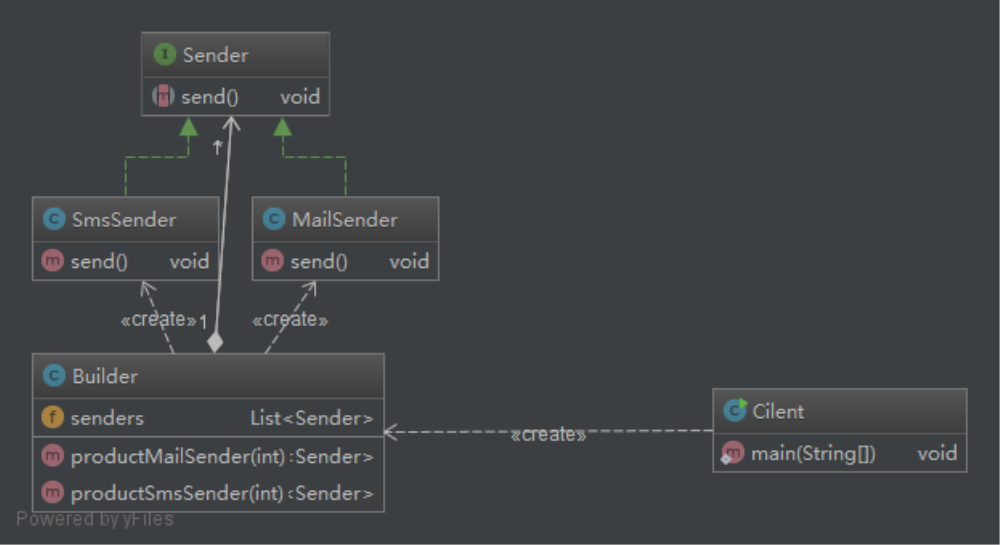 I Sender
m send() void
*
C SmsSender
m send() void
C MailSender
m send() void
«create» 1 «create»
C Builder
f senders List<Sender>
m productMailSender(int) :Sender>
m productSmsSender(int) :Sender>
C Cilent
m main(String[]) void
«create»
Powered by yFiles